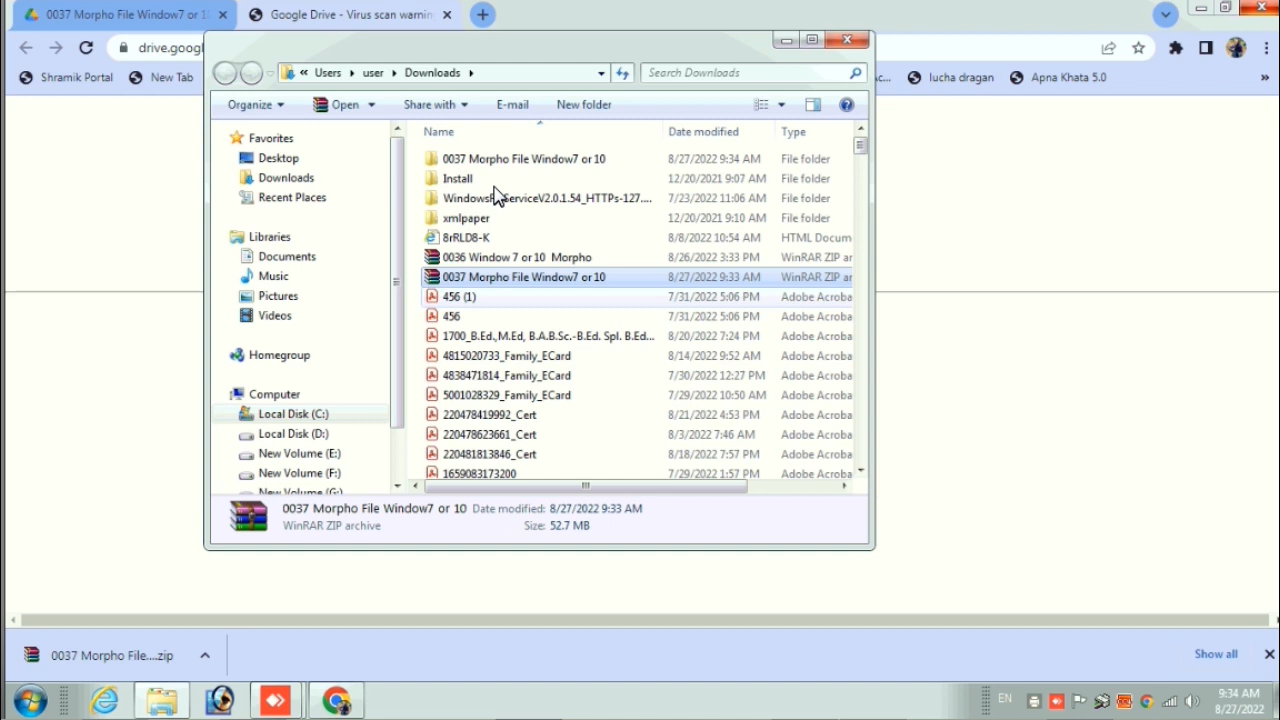 0037 Morpho File Window7 or 1
Google Drive - Virus scan warnin
drive.googl
Shramik Portal
New Tab
lucha dragan
Apna Khata 5.0
»
« Users
user
Downloads
Search Downloads
Organize
Open
Share with
E-mail
New folder
Name
Date modified
Type
Favorites
Desktop
Downloads
Recent Places
Libraries
Documents
Music
Pictures
Videos
Homegroup
Computer
Local Disk (C:)
Local Disk (D:)
New Volume (E:)
New Volume (F:)
New Volume (G:)
0037 Morpho File Window7 or 10 8/27/2022 9:34 AM File folder
Install 12/20/2021 9:07 AM File folder
7/23/2022 11:06 AM File folder
xmlpaper 12/20/2021 9:10 AM File folder
8rRLD8-K 8/8/2022 10:54 AM HTML Docum
0036 Window 7 or 10 Morpho 8/26/2022 3:33 PM WinRAR ZIP ar
0037 Morpho File Window7 or 10 8/27/2022 9:33 AM WinRAR ZIP ar
456 (1) 7/31/2022 5:06 PM Adobe Acroba
456 7/31/2022 5:06 PM Adobe Acroba
1700_B.Ed.,M.Ed, B.A.B.Sc.-B.Ed. Spl. B.Ed... 8/20/2022 7:24 PM Adobe Acroba
4815020733_Family_ECard 8/14/2022 9:52 AM Adobe Acroba
4838471814_Family_ECard 7/30/2022 12:27 PM Adobe Acroba
5001028329_Family_ECard 7/29/2022 10:50 AM Adobe Acroba
220478419992_Cert 8/21/2022 4:53 PM Adobe Acroba
220478623661_Cert 8/3/2022 7:46 AM Adobe Acroba
220481813846_Cert 8/18/2022 7:57 PM Adobe Acroba
1659083173200 7/29/2022 1:57 PM Adobe Acroba
0037 Morpho File Window7 or 10 Date modified: 8/27/2022 9:33 AM
WinRAR ZIP archive Size: 52.7 MB
0037 Morpho File....zip
Show all
EN
9:34 AM
8/27/2022